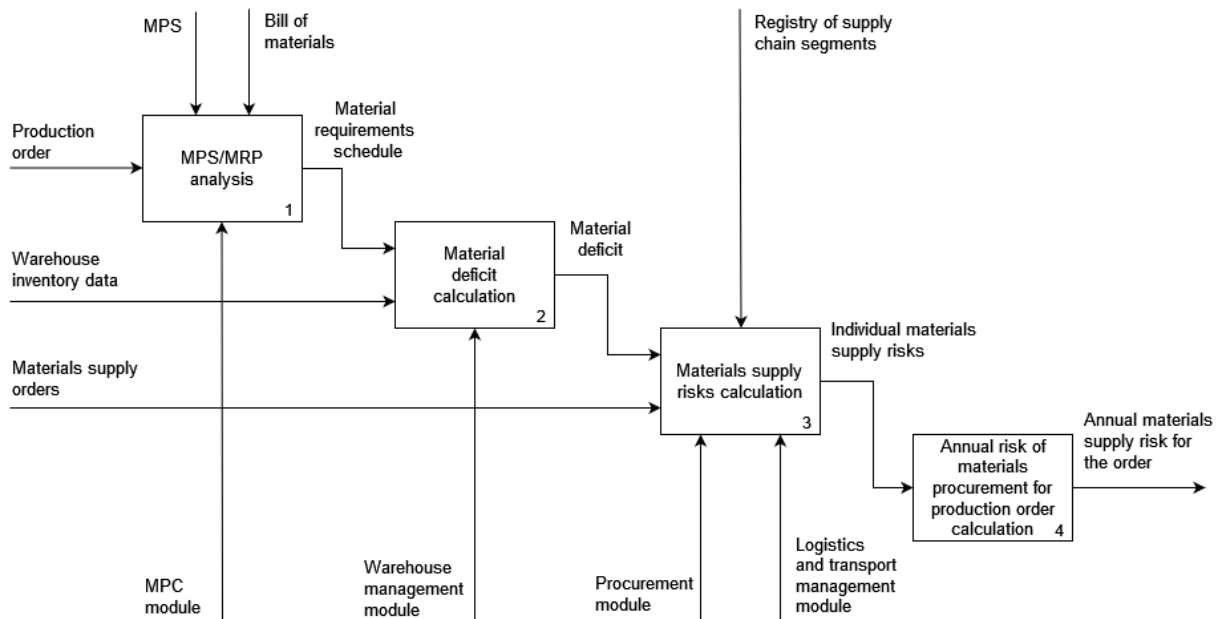 MPS
Bill of
materials
Registry of supply
chain segments
Production
order
MPS/MRP
analysis
1
Material
requirements
schedule
Warehouse
inventory data
Material
deficit
calculation
2
Material
deficit
Materials supply
orders
Materials supply
risks calculation
3
Individual materials
supply risks
Annual risk of
materials
procurement for
production order
calculation
4
Annual materials
supply risk for
the order
MPC
module
Warehouse
management
module
Procurement
module
Logistics
and transport
management
module